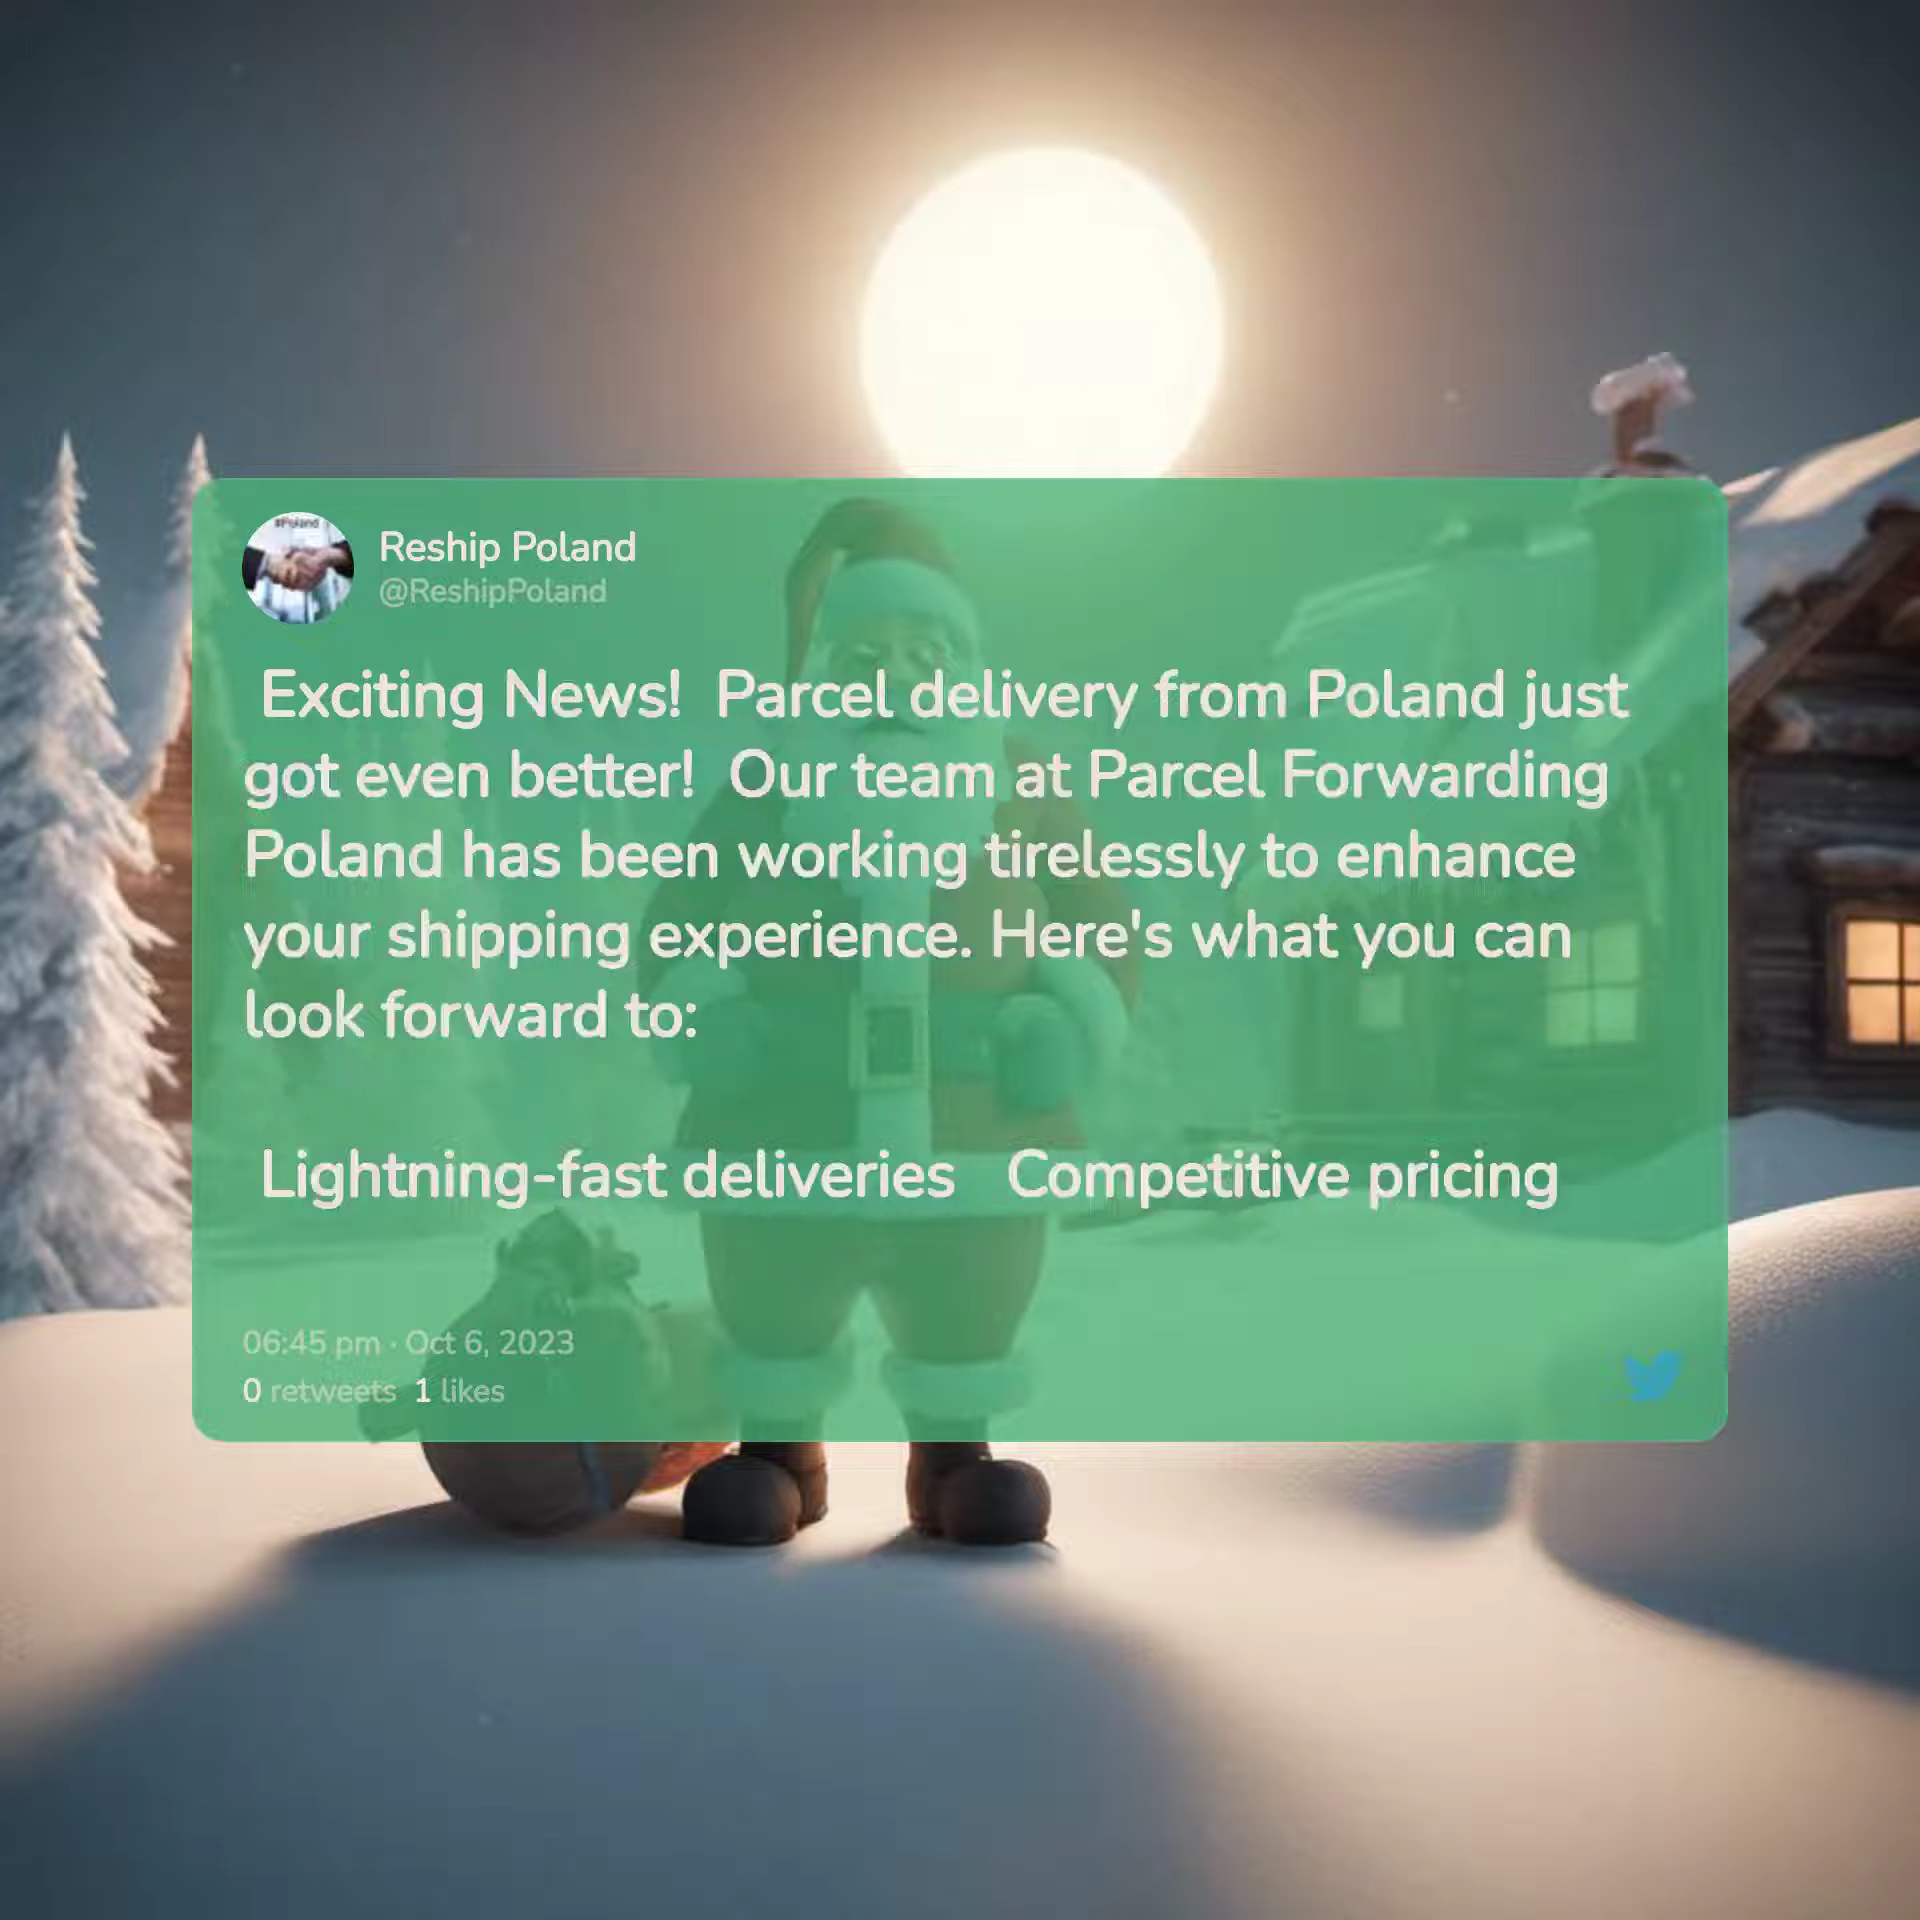 #Poland
Reship Poland
@ReshipPoland
Exciting News! Parcel delivery from Poland just
got even better! Our team at Parcel Forwarding
Poland has been working tirelessly to enhance
your shipping experience. Here's what you can
look forward to:
Lightning-fast deliveries Competitive pricing
06:45 pm · Oct 6, 2023
0 retweets 1 likes